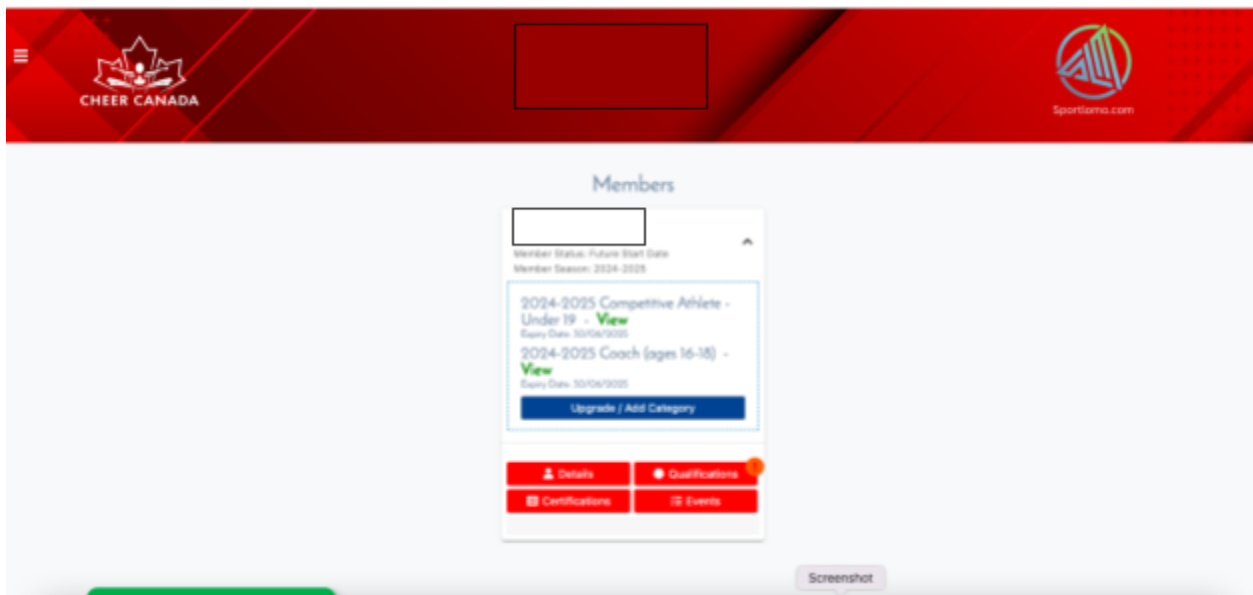 CHEER CANADA
Sportlomo.com
Members
Member Status: Future Start Date
Member Season: 2024-2025
2024-2025 Competitive Athlete -
Under 19 - View
Expiry Date: 30/06/2025
2024-2025 Coach (ages 16-18) -
View
Expiry Date: 30/06/2025
Upgrade / Add Category
Details
Qualifications
Certifications
Events
Screenshot